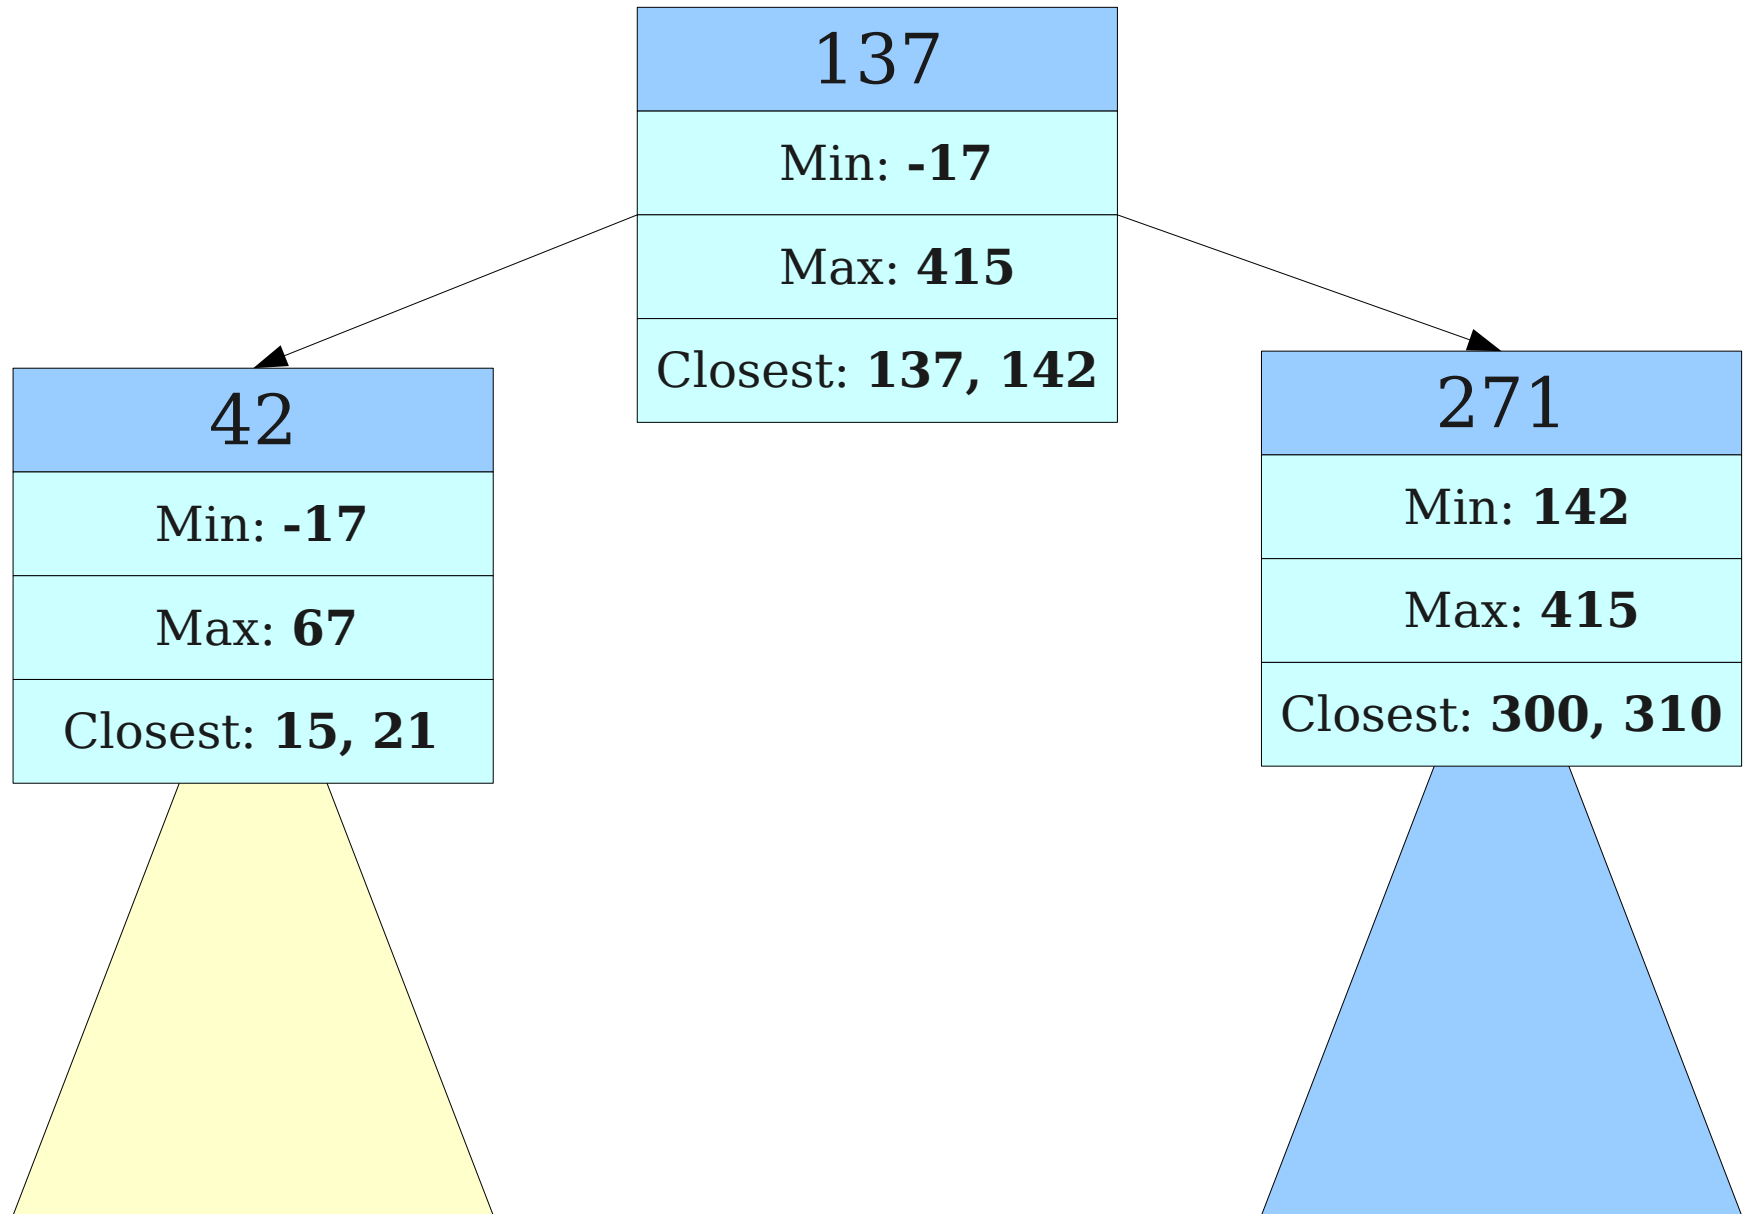 137
Min: -17
Max: 415
Closest: 137, 142
42
Min: -17
Max: 67
Closest: 15, 21
271
Min: 142
Max: 415
Closest: 300, 310